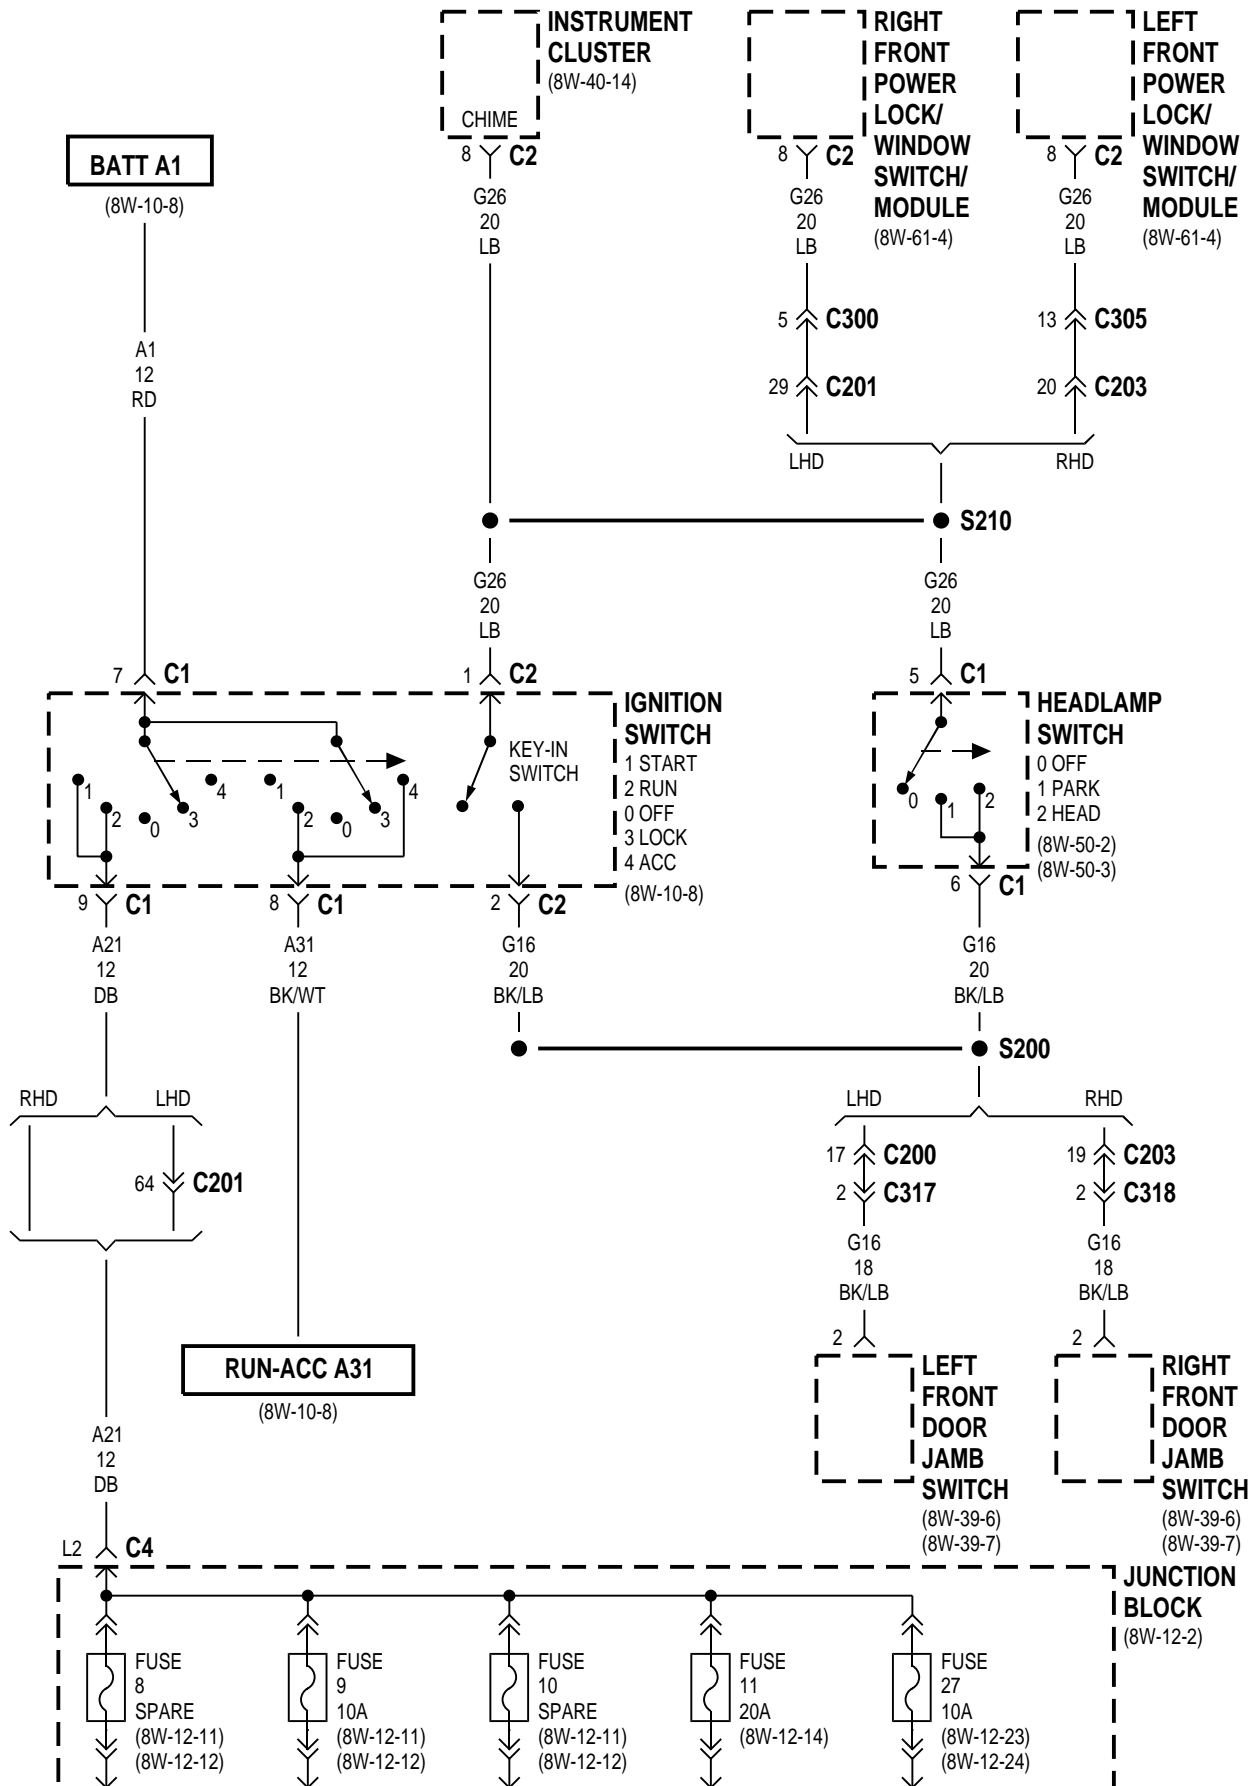 INSTRUMENT
CLUSTER
(8W-40-14)
CHIME
8 C2
G26
20
LB
RIGHT
FRONT
POWER
LOCK/
WINDOW
SWITCH/
MODULE
(8W-61-4)
8 C2
G26
20
LB
LEFT
FRONT
POWER
LOCK/
WINDOW
SWITCH/
MODULE
(8W-61-4)
8 C2
G26
20
LB
BATT A1
(8W-10-8)
A1
12
RD
5 C300
13 C305
29 C201
20 C203
LHD
RHD
S210
G26
20
LB
G26
20
LB
7 C1
1 C2
5 C1
IGNITION
SWITCH
1 START
2 RUN
0 OFF
3 LOCK
4 ACC
(8W-10-8)
KEY-IN
SWITCH
1
2
0
3
4
1
2
0
3
4
HEADLAMP
SWITCH
0 OFF
1 PARK
2 HEAD
(8W-50-2)
(8W-50-3)
0
1
2
9 C1
8 C1
2 C2
6 C1
A21
12
DB
A31
12
BK/WT
G16
20
BK/LB
G16
20
BK/LB
S200
RHD
LHD
64 C201
LHD
RHD
17 C200
19 C203
2 C317
2 C318
G16
18
BK/LB
G16
18
BK/LB
2
2
LEFT
FRONT
DOOR
JAMB
SWITCH
(8W-39-6)
(8W-39-7)
RIGHT
FRONT
DOOR
JAMB
SWITCH
(8W-39-6)
(8W-39-7)
RUN-ACC A31
(8W-10-8)
A21
12
DB
L2 C4
JUNCTION
BLOCK
(8W-12-2)
FUSE
8
SPARE
(8W-12-11)
(8W-12-12)
FUSE
9
10A
(8W-12-11)
(8W-12-12)
FUSE
10
SPARE
(8W-12-11)
(8W-12-12)
FUSE
11
20A
(8W-12-14)
FUSE
27
10A
(8W-12-23)
(8W-12-24)